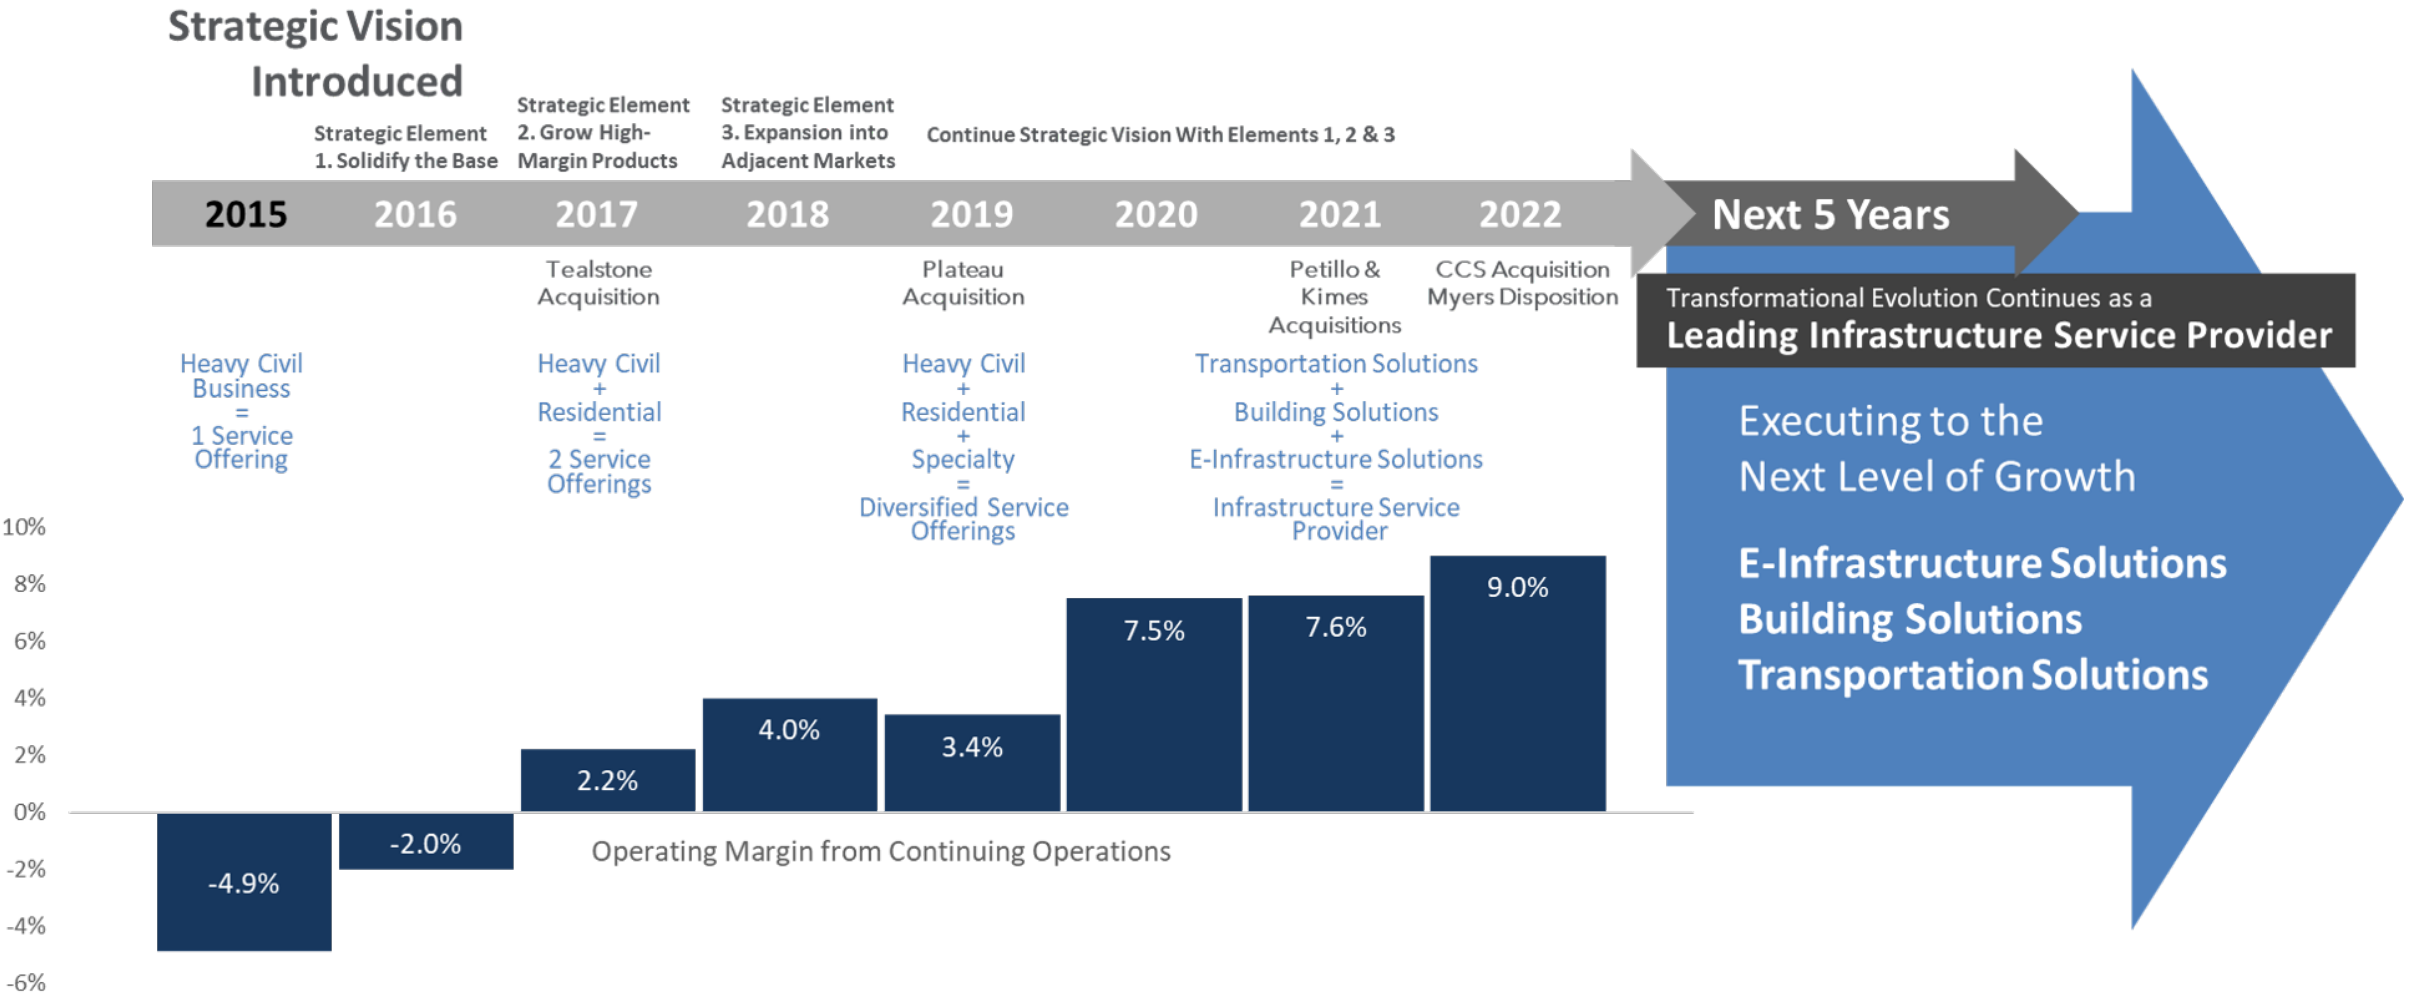 Strategic Vision
Introduced
Strategic Element
1. Solidify the Base
Strategic Element
2. Grow High-
Margin Products
Strategic Element
3. Expansion into
Adjacent Markets
Continue Strategic Vision With Elements 1, 2 & 3
2015
2016
2017
2018
2019
2020
2021
2022
Next 5 Years
Tealstone
Acquisition
Plateau
Acquisition
Petillo &
Kimes
Acquisitions
CCS Acquisition
Myers Disposition
Transformational Evolution Continues as a
Leading Infrastructure Service Provider
Heavy Civil
Business
=
1 Service
Offering
Heavy Civil
+
Residential
=
2 Service
Offerings
Heavy Civil
+
Residential
+
Specialty
=
Diversified Service
Offerings
Transportation Solutions
+
Building Solutions
+
E-Infrastructure Solutions
=
Infrastructure Service
Provider
Executing to the
Next Level of Growth
E-Infrastructure Solutions
Building Solutions
Transportation Solutions
10%
8%
6%
4%
2%
0%
-2%
-4%
-6%
-4.9%
-2.0%
2.2%
4.0%
3.4%
7.5%
7.6%
9.0%
Operating Margin from Continuing Operations